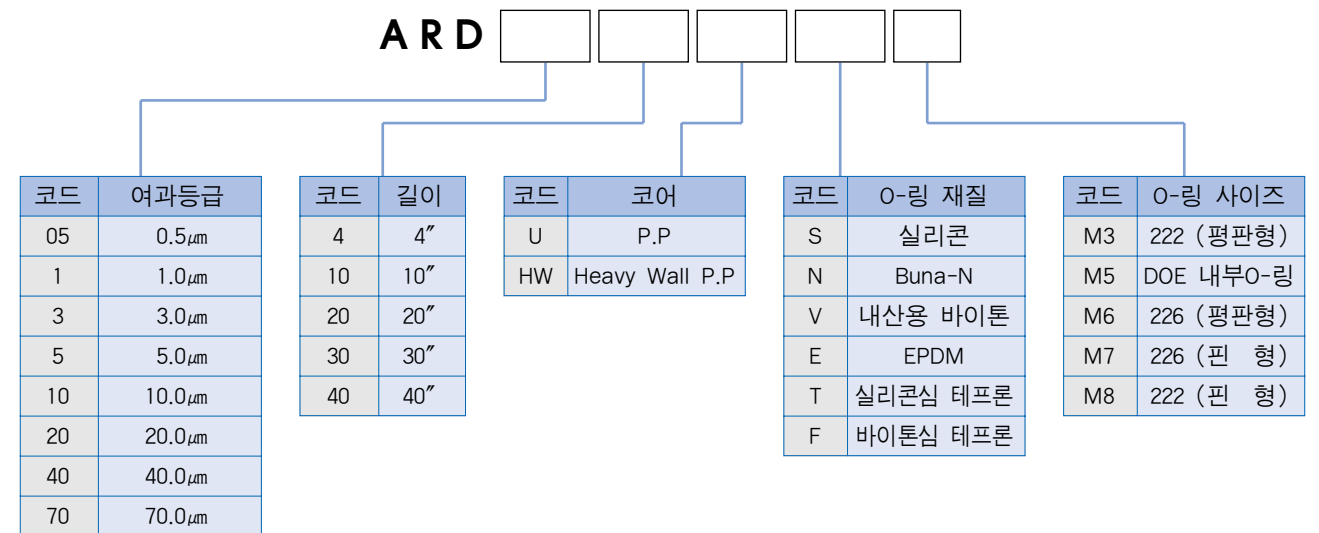 ARD
코드 여과등급
05 0.5㎛
1 1.0㎛
3 3.0㎛
5 5.0㎛
10 10.0㎛
20 20.0㎛
40 40.0㎛
70 70.0㎛
코드 길이
4 4″
10 10″
20 20″
30 30″
40 40″
코드 코어
U P.P
HW Heavy Wall P.P
코드 O-링 재질
S 실리콘
N Buna-N
V 내산용 바이톤
E EPDM
T 실리콘심 테프론
F 바이톤심 테프론
코드 O-링 사이즈
M3 222 (평판형)
M5 DOE 내부O-링
M6 226 (평판형)
M7 226 (핀 형)
M8 222 (핀 형)